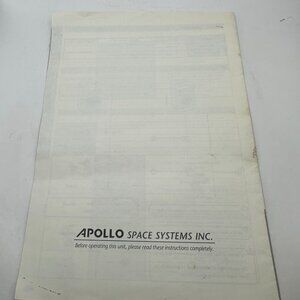 APOLLO SPACE SYSTEMS INC.
Before operating this unit, please read these instructions completely.